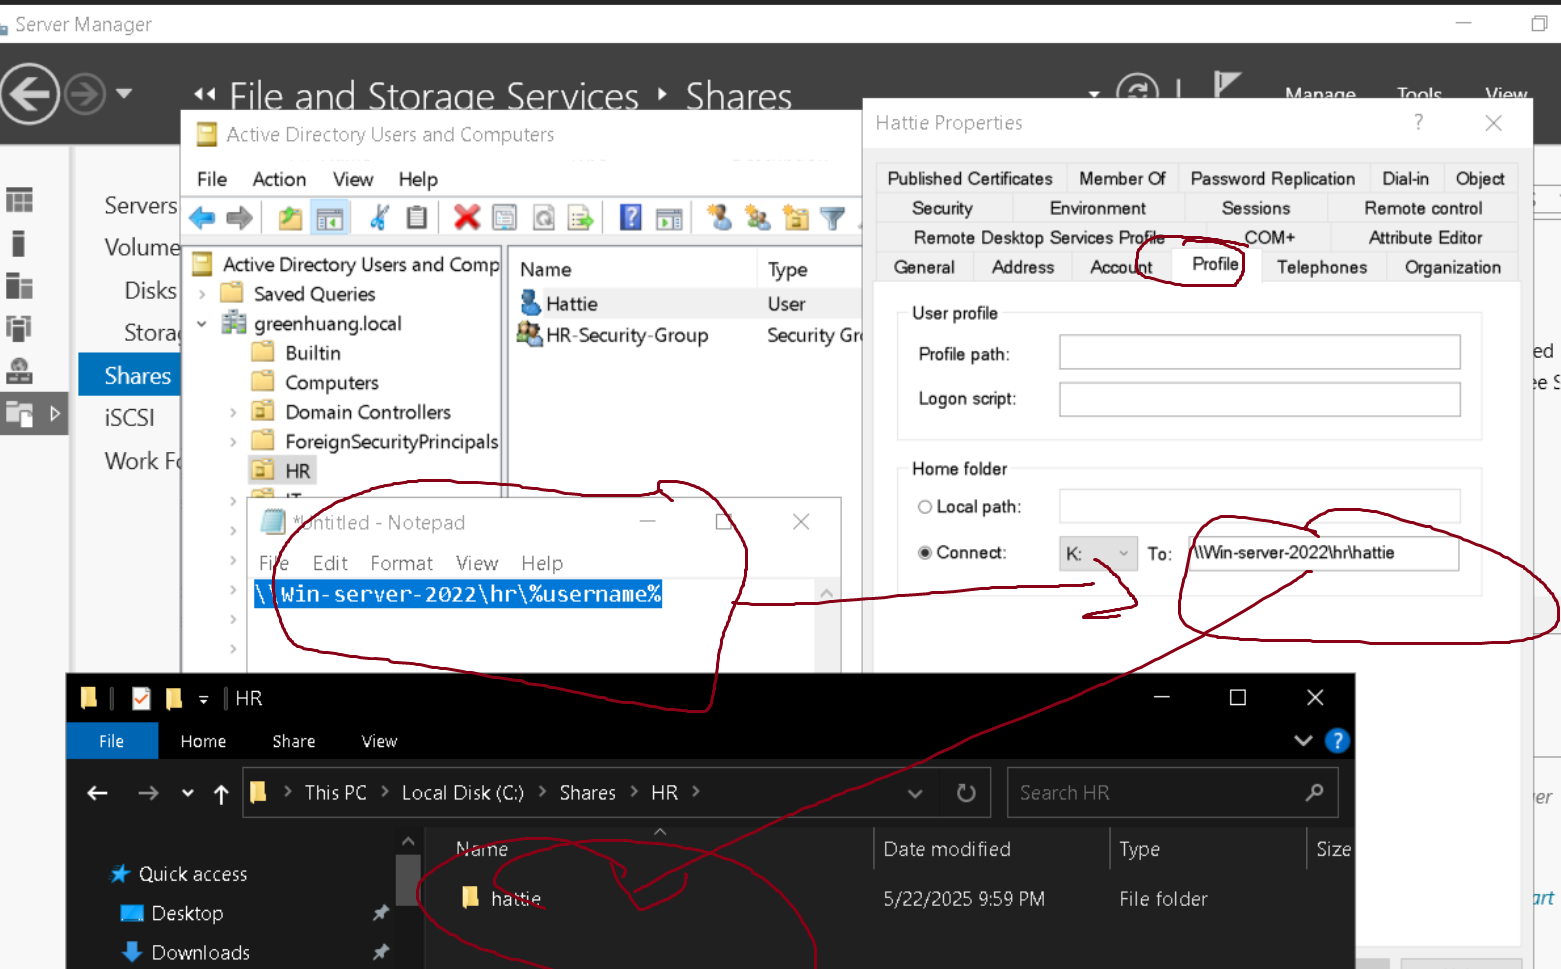 Server Manager
File and Storage Services Shares
Manage Tools View
Servers
Volume
Disks
Shares
iSCSI
Active Directory Users and Computers
File Action View Help
Active Directory Users and Comp
Saved Queries
greenhuang.local
Builtin
Computers
Domain Controllers
ForeignSecurityPrincipals
HR
Name Type
Hattie User
HR-Security-Group Security Gr
Hattie Properties
Published Certificates Member Of Password Replication Dial-in Object
Security Environment Sessions Remote control
Remote Desktop Services Profile COM+ Attribute Editor
General Address Account Profile Telephones Organization
User profile
Profile path:
Logon script:
Home folder
Local path:
Connect: K: To: \\Win-server-2022\hr\hattie
*Untitled - Notepad
File Edit Format View Help
\\Win-server-2022\hr\%username%
HR
File Home Share View
This PC Local Disk (C:) Shares HR
Search HR
Name Date modified Type Size
hattie 5/22/2025 9:59 PM File folder
Quick access
Desktop
Downloads